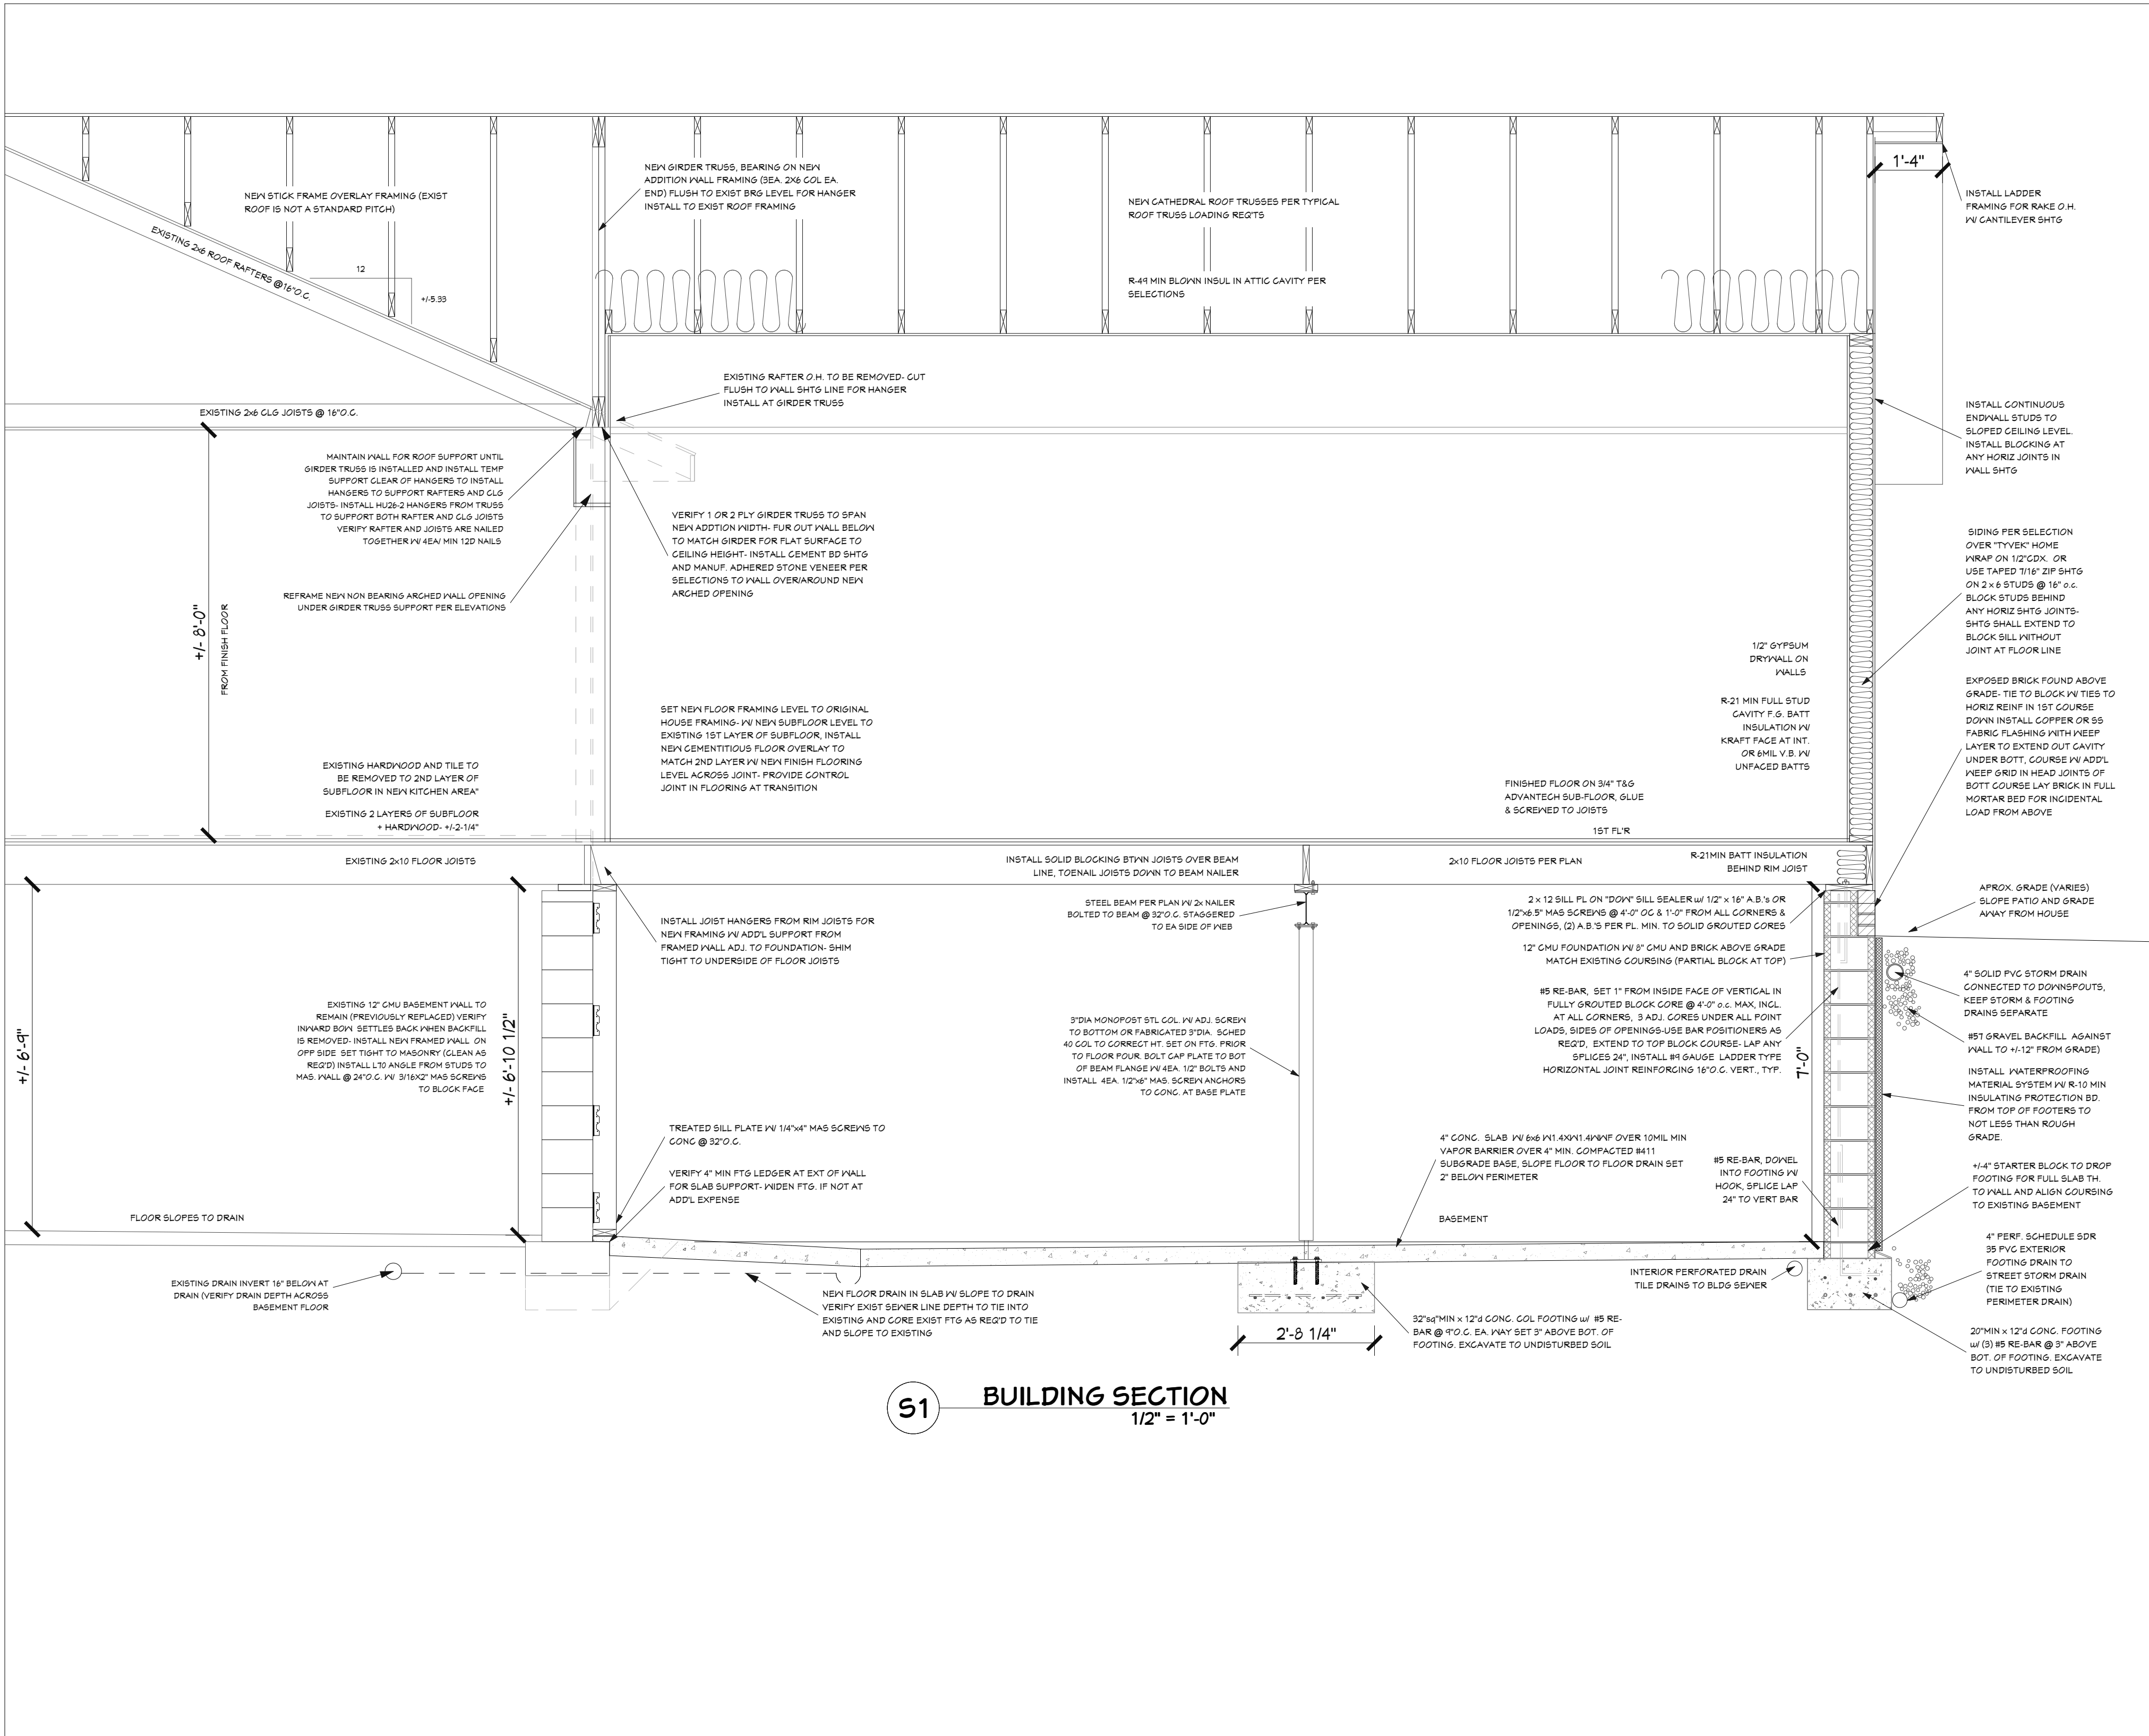 NEW STICK FRAME OVERLAY FRAMING (EXIST
ROOF IS NOT A STANDARD PITCH)
EXISTING 2x6 ROOF RAFTERS @16"O.C.
12
+/-5.33
NEW GIRDER TRUSS, BEARING ON NEW
ADDITION WALL FRAMING (3EA. 2X6 COL EA.
END) FLUSH TO EXIST BRG LEVEL FOR HANGER
INSTALL TO EXIST ROOF FRAMING
NEW CATHEDRAL ROOF TRUSSES PER TYPICAL
ROOF TRUSS LOADING REQ'TS
R-49 MIN BLOWN INSUL IN ATTIC CAVITY PER
SELECTIONS
1'-4"
INSTALL LADDER
FRAMING FOR RAKE O.H.
W/ CANTILEVER SHTG
EXISTING RAFTER O.H. TO BE REMOVED- CUT
FLUSH TO WALL SHTG LINE FOR HANGER
INSTALL AT GIRDER TRUSS
EXISTING 2x6 CLG JOISTS @ 16"O.C.
INSTALL CONTINUOUS
ENDWALL STUDS TO
SLOPED CEILING LEVEL.
INSTALL BLOCKING AT
ANY HORIZ JOINTS IN
WALL SHTG
MAINTAIN WALL FOR ROOF SUPPORT UNTIL
GIRDER TRUSS IS INSTALLED AND INSTALL TEMP
SUPPORT CLEAR OF HANGERS TO INSTALL
HANGERS TO SUPPORT RAFTERS AND CLG
JOISTS- INSTALL HU26-2 HANGERS FROM TRUSS
TO SUPPORT BOTH RAFTER AND CLG JOISTS
VERIFY RAFTER AND JOISTS ARE NAILED
TOGETHER W/ 4EA/ MIN 12D NAILS
VERIFY 1 OR 2 PLY GIRDER TRUSS TO SPAN
NEW ADDTION WIDTH- FUR OUT WALL BELOW
TO MATCH GIRDER FOR FLAT SURFACE TO
CEILING HEIGHT- INSTALL CEMENT BD SHTG
AND MANUF. ADHERED STONE VENEER PER
SELECTIONS TO WALL OVER/AROUND NEW
ARCHED OPENING
REFRAME NEW NON BEARING ARCHED WALL OPENING
UNDER GIRDER TRUSS SUPPORT PER ELEVATIONS
+/- 8'-0"
FROM FINISH FLOOR
SIDING PER SELECTION
OVER "TYVEK" HOME
WRAP ON 1/2"CDX. OR
USE TAPED 7/16" ZIP SHTG
ON 2 x 6 STUDS @ 16" o.c.
BLOCK STUDS BEHIND
ANY HORIZ SHTG JOINTS-
SHTG SHALL EXTEND TO
BLOCK SILL WITHOUT
JOINT AT FLOOR LINE
1/2" GYPSUM
DRYWALL ON
WALLS
R-21 MIN FULL STUD
CAVITY F.G. BATT
INSULATION W/
KRAFT FACE AT INT.
OR 6MIL V.B. W/
UNFACED BATTS
EXPOSED BRICK FOUND ABOVE
GRADE- TIE TO BLOCK W/ TIES TO
HORIZ REINF IN 1ST COURSE
DOWN INSTALL COPPER OR SS
FABRIC FLASHING WITH WEEP
LAYER TO EXTEND OUT CAVITY
UNDER BOTT, COURSE W/ ADD'L
WEEP GRID IN HEAD JOINTS OF
BOTT COURSE LAY BRICK IN FULL
MORTAR BED FOR INCIDENTAL
LOAD FROM ABOVE
SET NEW FLOOR FRAMING LEVEL TO ORIGINAL
HOUSE FRAMING- W/ NEW SUBFLOOR LEVEL TO
EXISTING 1ST LAYER OF SUBFLOOR, INSTALL
NEW CEMENTITIOUS FLOOR OVERLAY TO
MATCH 2ND LAYER W/ NEW FINISH FLOORING
LEVEL ACROSS JOINT- PROVIDE CONTROL
JOINT IN FLOORING AT TRANSITION
EXISTING HARDWOOD AND TILE TO
BE REMOVED TO 2ND LAYER OF
SUBFLOOR IN NEW KITCHEN AREA"
EXISTING 2 LAYERS OF SUBFLOOR
+ HARDWOOD- +/-2-1/4"
FINISHED FLOOR ON 3/4" T&G
ADVANTECH SUB-FLOOR, GLUE
& SCREWED TO JOISTS
1ST FL'R
EXISTING 2x10 FLOOR JOISTS
INSTALL SOLID BLOCKING BTWN JOISTS OVER BEAM
LINE, TOENAIL JOISTS DOWN TO BEAM NAILER
2x10 FLOOR JOISTS PER PLAN
R-21MIN BATT INSULATION
BEHIND RIM JOIST
APROX. GRADE (VARIES)
SLOPE PATIO AND GRADE
AWAY FROM HOUSE
STEEL BEAM PER PLAN W/ 2x NAILER
BOLTED TO BEAM @ 32"O.C. STAGGERED
TO EA SIDE OF WEB
2 x 12 SILL PL ON "DOW" SILL SEALER w/ 1/2" x 16" A.B.'s OR
1/2"x6.5" MAS SCREWS @ 4'-0" OC & 1'-0" FROM ALL CORNERS &
OPENINGS, (2) A.B.'S PER PL. MIN. TO SOLID GROUTED CORES
INSTALL JOIST HANGERS FROM RIM JOISTS FOR
NEW FRAMING W/ ADD'L SUPPORT FROM
FRAMED WALL ADJ. TO FOUNDATION- SHIM
TIGHT TO UNDERSIDE OF FLOOR JOISTS
12" CMU FOUNDATION W/ 8" CMU AND BRICK ABOVE GRADE
MATCH EXISTING COURSING (PARTIAL BLOCK AT TOP)
4" SOLID PVC STORM DRAIN
CONNECTED TO DOWNSPOUTS,
KEEP STORM & FOOTING
DRAINS SEPARATE
EXISTING 12" CMU BASEMENT WALL TO
REMAIN (PREVIOUSLY REPLACED) VERIFY
INWARD BOW SETTLES BACK WHEN BACKFILL
IS REMOVED- INSTALL NEW FRAMED WALL ON
OPP SIDE SET TIGHT TO MASONRY (CLEAN AS
REQ'D) INSTALL L70 ANGLE FROM STUDS TO
MAS. WALL @ 24"O.C. W/ 3/16X2" MAS SCREWS
TO BLOCK FACE
+/- 6'-9"
+/- 6'-10 1/2"
3"DIA MONOPOST STL COL. W/ ADJ. SCREW
TO BOTTOM OR FABRICATED 3"DIA. SCHED
40 COL TO CORRECT HT. SET ON FTG. PRIOR
TO FLOOR POUR. BOLT CAP PLATE TO BOT
OF BEAM FLANGE W/ 4EA. 1/2" BOLTS AND
INSTALL 4EA. 1/2"x6" MAS. SCREW ANCHORS
TO CONC. AT BASE PLATE
#5 RE-BAR, SET 1" FROM INSIDE FACE OF VERTICAL IN
FULLY GROUTED BLOCK CORE @ 4'-0" o.c. MAX, INCL.
AT ALL CORNERS, 3 ADJ. CORES UNDER ALL POINT
LOADS, SIDES OF OPENINGS-USE BAR POSITIONERS AS
REQ'D, EXTEND TO TOP BLOCK COURSE- LAP ANY
SPLICES 24", INSTALL #9 GAUGE LADDER TYPE
HORIZONTAL JOINT REINFORCING 16"O.C. VERT., TYP.
7'-0"
#57 GRAVEL BACKFILL AGAINST
WALL TO +/-12" FROM GRADE)
INSTALL WATERPROOFING
MATERIAL SYSTEM W/ R-10 MIN
INSULATING PROTECTION BD.
FROM TOP OF FOOTERS TO
NOT LESS THAN ROUGH
GRADE.
TREATED SILL PLATE W/ 1/4"x4" MAS SCREWS TO
CONC @ 32"O.C.
VERIFY 4" MIN FTG LEDGER AT EXT OF WALL
FOR SLAB SUPPORT- WIDEN FTG. IF NOT AT
ADD'L EXPENSE
4" CONC. SLAB W/ 6x6 W1.4XW1.4WWF OVER 10MIL MIN
VAPOR BARRIER OVER 4" MIN. COMPACTED #411
SUBGRADE BASE, SLOPE FLOOR TO FLOOR DRAIN SET
2" BELOW PERIMETER
#5 RE-BAR, DOWEL
INTO FOOTING W/
HOOK, SPLICE LAP
24" TO VERT BAR
+/-4" STARTER BLOCK TO DROP
FOOTING FOR FULL SLAB TH.
TO WALL AND ALIGN COURSING
TO EXISTING BASEMENT
FLOOR SLOPES TO DRAIN
BASEMENT
4" PERF. SCHEDULE SDR
35 PVC EXTERIOR
FOOTING DRAIN TO
STREET STORM DRAIN
(TIE TO EXISTING
PERIMETER DRAIN)
EXISTING DRAIN INVERT 16" BELOW AT
DRAIN (VERIFY DRAIN DEPTH ACROSS
BASEMENT FLOOR
NEW FLOOR DRAIN IN SLAB W/ SLOPE TO DRAIN
VERIFY EXIST SEWER LINE DEPTH TO TIE INTO
EXISTING AND CORE EXIST FTG AS REQ'D TO TIE
AND SLOPE TO EXISTING
INTERIOR PERFORATED DRAIN
TILE DRAINS TO BLDG SEWER
2'-8 1/4"
32"sq"MIN x 12"d CONC. COL FOOTING w/ #5 RE-
BAR @ 9"O.C. EA. WAY SET 3" ABOVE BOT. OF
FOOTING. EXCAVATE TO UNDISTURBED SOIL
20"MIN x 12"d CONC. FOOTING
w/ (3) #5 RE-BAR @ 3" ABOVE
BOT. OF FOOTING. EXCAVATE
TO UNDISTURBED SOIL
S1
BUILDING SECTION
1/2" = 1'-0"